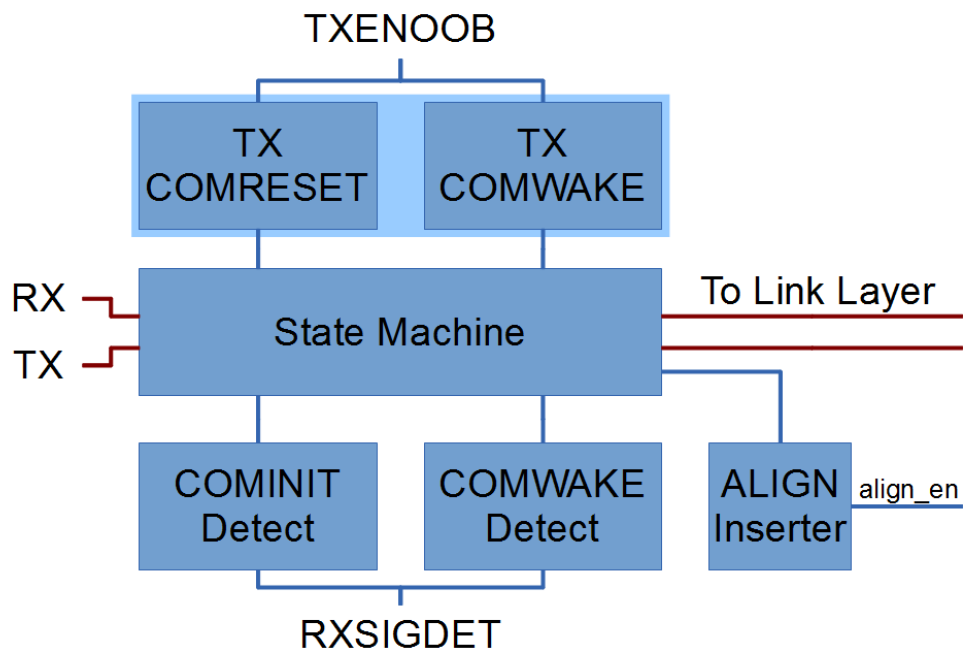 TXENOOB
TX
COMRESET
TX
COMWAKE
RX
To Link Layer
State Machine
TX
COMINIT
Detect
COMWAKE
Detect
ALIGN
Inserter
align_en
RXSIGDET